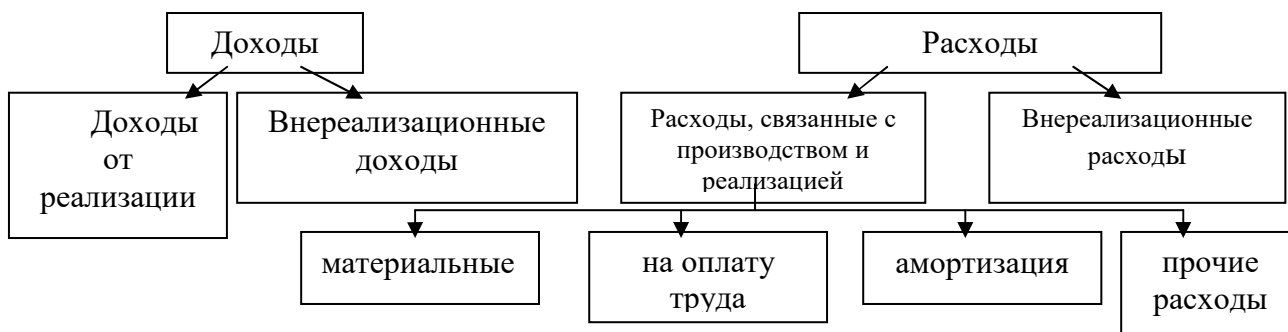 Доходы
Расходы
Доходы
от
реализации
Внереализационные
доходы
Расходы, связанные с
производством и
реализацией
Внереализационные
расходы
материальные
на оплату
труда
амортизация
прочие
расходы